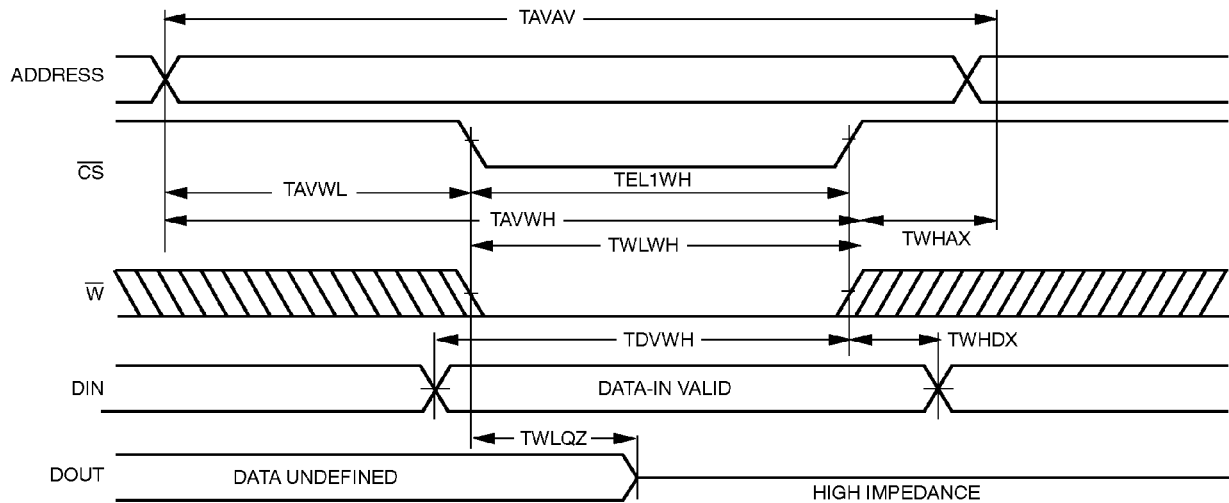 TAVAV
ADDRESS
C̅S̅
TAVWL
TEL1WH
TAVWH
TWHAX
TWLWH
W̅
TDVWH
TWHDX
DIN
DATA-IN VALID
TWLQZ
DOUT
DATA UNDEFINED
HIGH IMPEDANCE